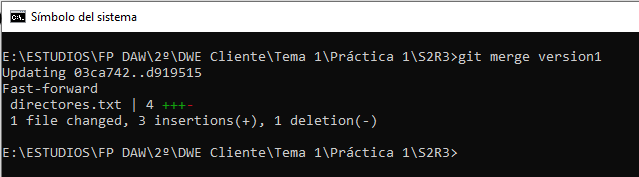 Símbolo del sistema
E:\ESTUDIOS\FP DAW\2º\DWE Cliente\Tema 1\Práctica 1\S2R3>git merge version1
Updating 03ca742..d919515
Fast-forward
 directores.txt | 4 +++-
 1 file changed, 3 insertions(+), 1 deletion(-)
E:\ESTUDIOS\FP DAW\2º\DWE Cliente\Tema 1\Práctica 1\S2R3>